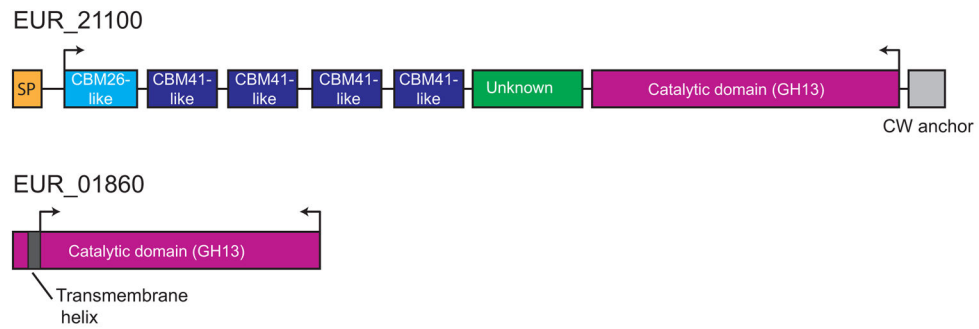 EUR_21100
SP
CBM26-
like
CBM41-
like
CBM41-
like
CBM41-
like
CBM41-
like
Unknown
Catalytic domain (GH13)
CW anchor
EUR_01860
Catalytic domain (GH13)
Transmembrane
helix